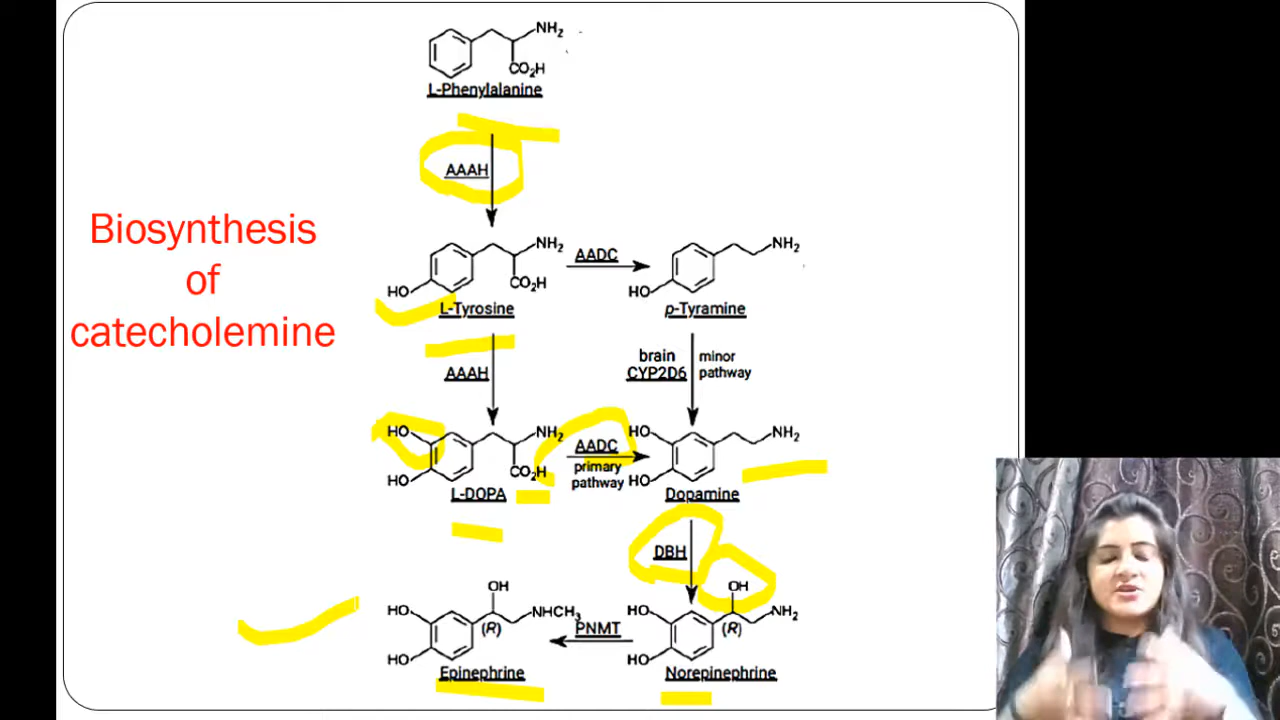 NH₂
CO₂H
L-Phenylalanine
AAAH
Biosynthesis
of
catecholemine
NH₂
CO₂H
HO
L-Tyrosine
AADC
NH₂
HO
p-Tyramine
AAAH
brain
CYP2D6
minor
pathway
HO
HO
NH₂
CO₂H
L-DOPA
AADC
primary
pathway
HO
HO
NH₂
Dopamine
DBH
OH
HO
HO
(R)
NHCH₃
Epinephrine
PNMT
OH
HO
HO
(R)
NH₂
Norepinephrine